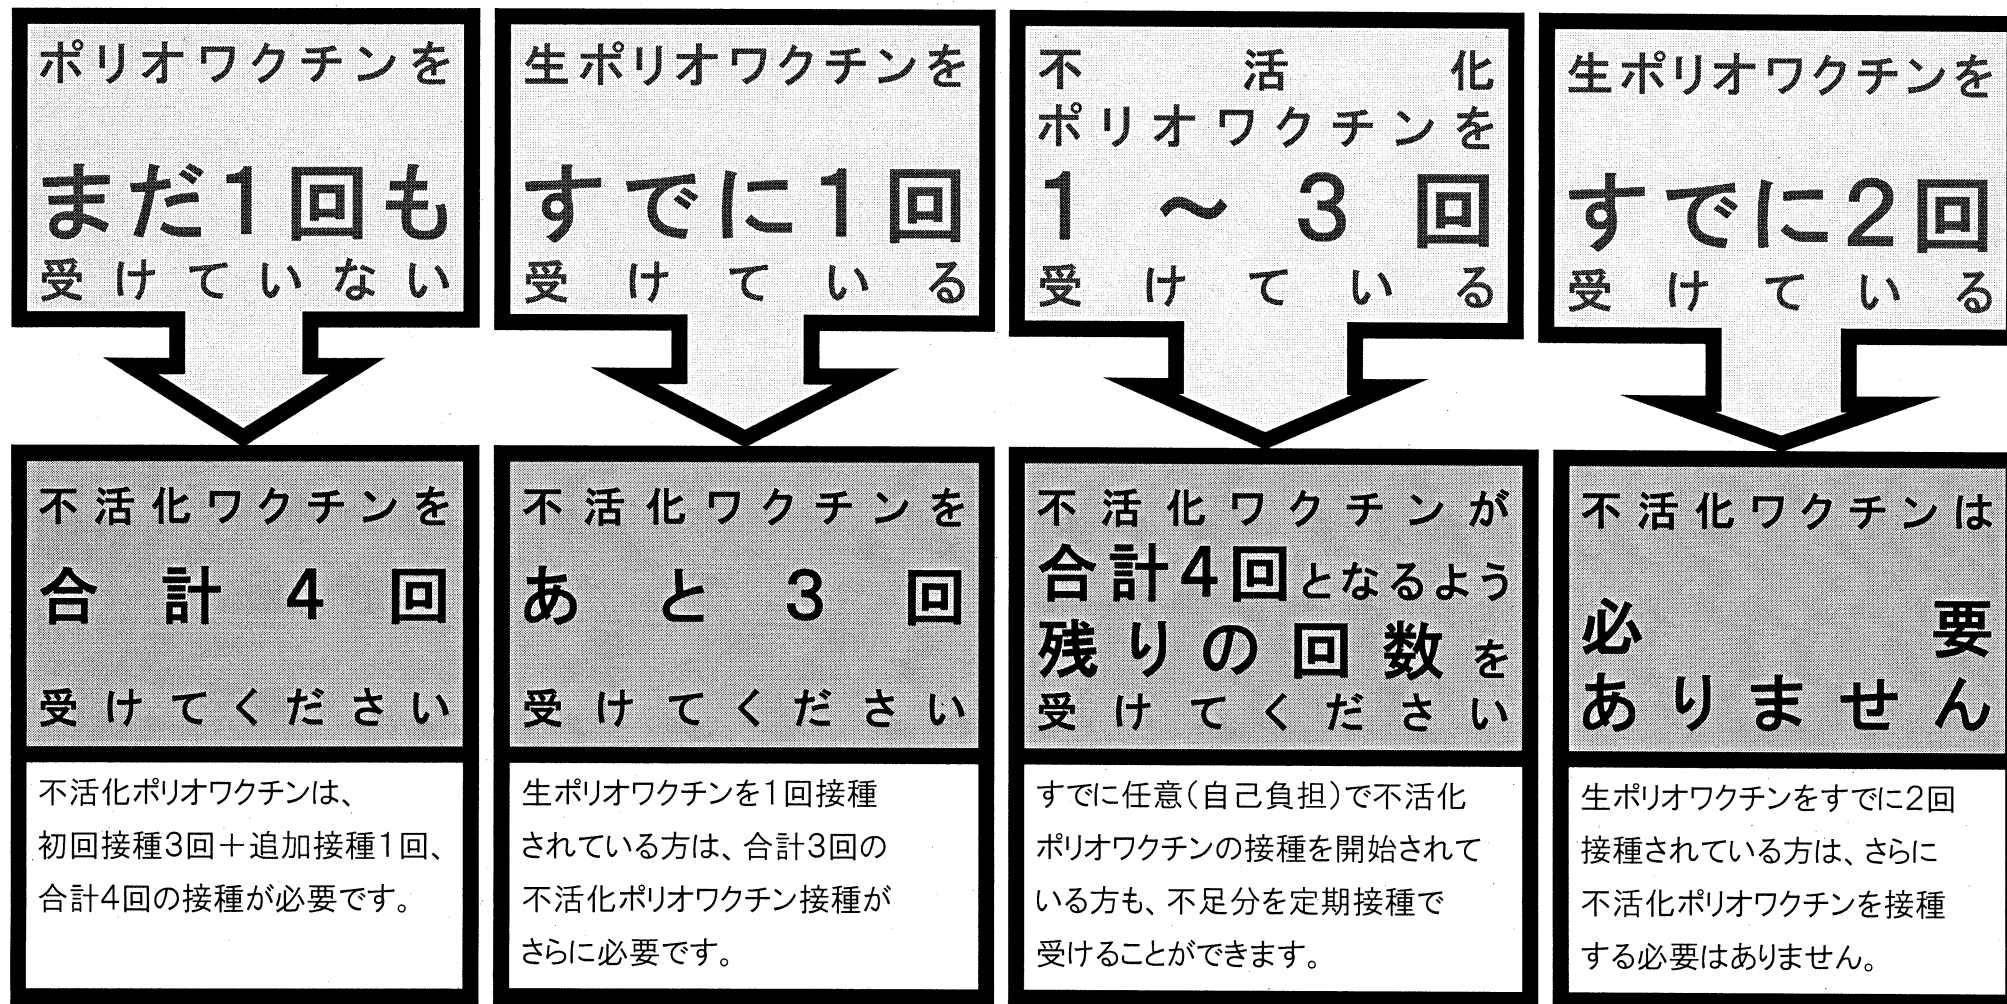 ポリオワクチンを
まだ1回も
受けていない
不活化ワクチンを
合計4回
受けてください
不活化ポリオワクチンは、
初回接種3回+追加接種1回、
合計4回の接種が必要です。
生ポリオワクチンを
すでに1回
受けている
不活化ワクチンを
あと3回
受けてください
生ポリオワクチンを1回接種
されている方は、合計3回の
不活化ポリオワクチン接種が
さらに必要です。
不活化
ポリオワクチンを
1~3回
受けている
不活化ワクチンが
合計4回となるよう
残りの回数を
受けてください
すでに任意(自己負担)で不活化
ポリオワクチンの接種を開始されて
いる方も、不足分を定期接種で
受けることができます。
生ポリオワクチンを
すでに2回
受けている
不活化ワクチンは
必要
ありません
生ポリオワクチンをすでに2回
接種されている方は、さらに
不活化ポリオワクチンを接種
する必要はありません。